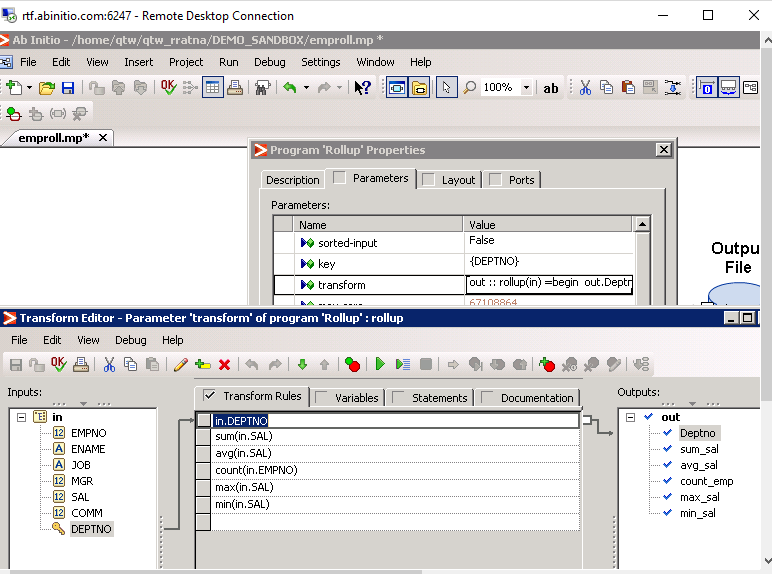 rtf.abinitio.com:6247 - Remote Desktop Connection
Ab Initio - /home/qtw/qtw_rratna/DEMO_SANDBOX/emproll.mp *
File Edit View Insert Project Run Debug Settings Window Help
OK 100% ab
emproll.mp*
Program 'Rollup' Properties
Description Parameters Layout Ports
Parameters:
Name Value
sorted-input False
key {DEPTNO}
transform out :: rollup(in) =begin out.Deptr
67108864
Outpu
File
Transform Editor - Parameter 'transform' of program 'Rollup' : rollup
File Edit View Debug Help
OK
Inputs:
Transform Rules Variables Statements Documentation
Outputs:
in
EMPNO
ENAME
JOB
MGR
SAL
COMM
DEPTNO
in.DEPTNO
sum(in.SAL)
avg(in.SAL)
count(in.EMPNO)
max(in.SAL)
min(in.SAL)
out
Deptno
sum_sal
avg_sal
count_emp
max_sal
min_sal